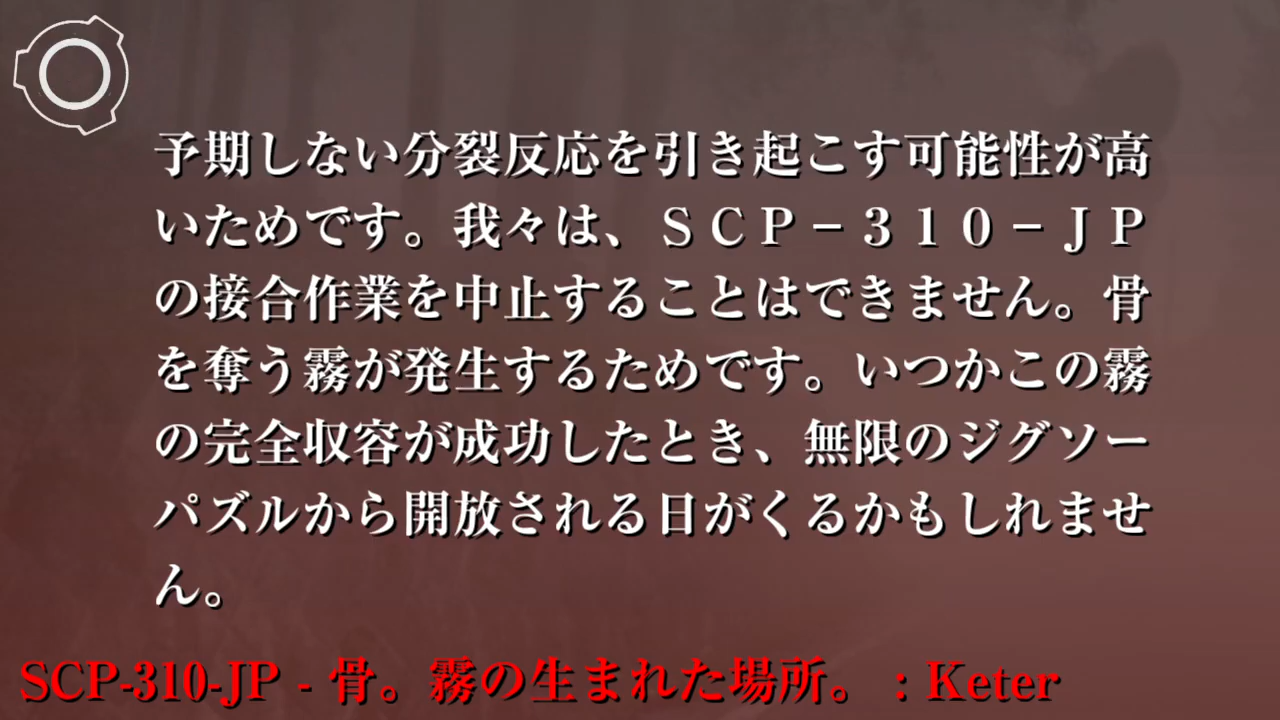 予期しない分裂反応を引き起こす可能性が高
いためです。我々は、ＳＣＰ－３１０－ＪＰ
の接合作業を中止することはできません。骨
を奪う霧が発生するためです。いつかこの霧
の完全収容が成功したとき、無限のジグソー
パズルから開放される日がくるかもしれませ
ん。
SCP-310-JP - 骨。霧の生まれた場所。 : Keter